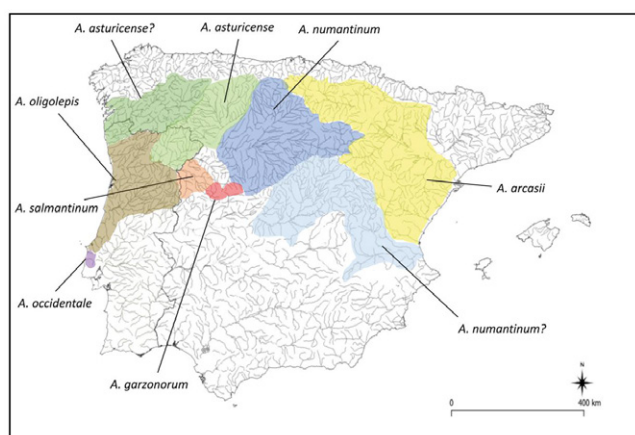 A. asturicense?
A. asturicense
A. numantinum
A. oligolepis
A. arcasii
A. salmantinum
A. occidentale
A. numantinum?
A. garzonorum
N
0
400 km